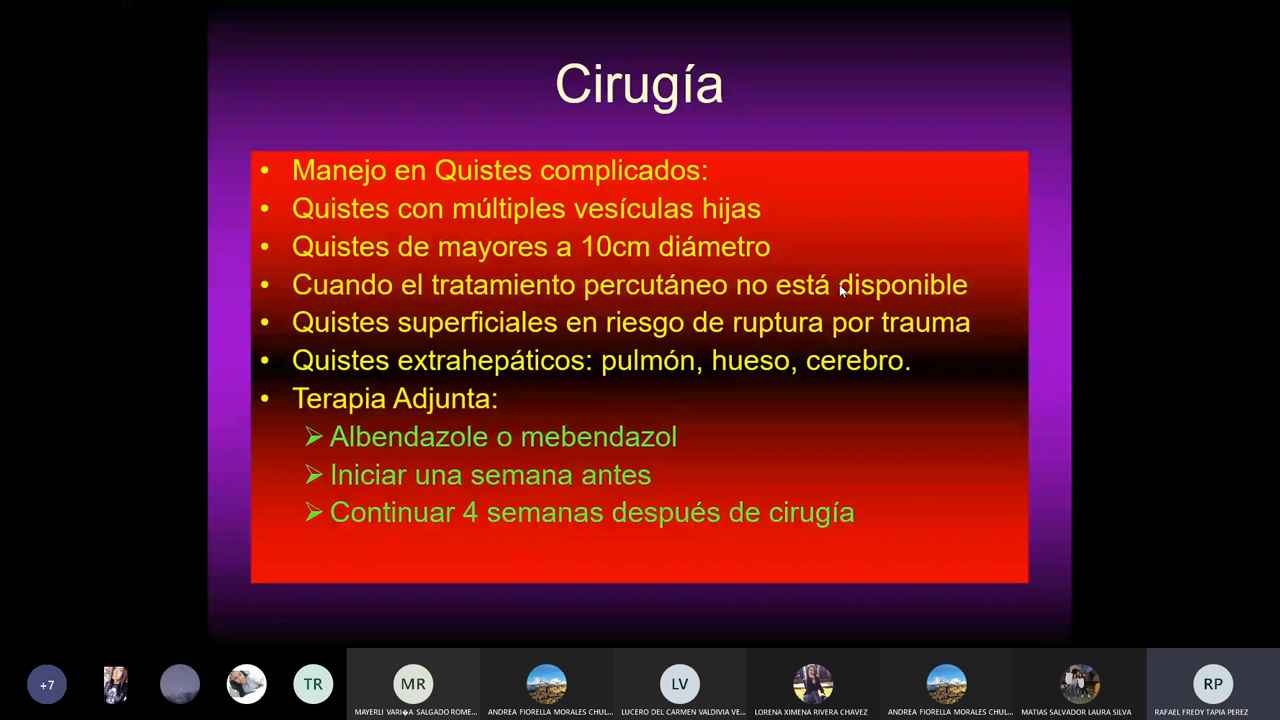 Cirugía
• Manejo en Quistes complicados:
• Quistes con múltiples vesículas hijas
• Quistes de mayores a 10cm diámetro
• Cuando el tratamiento percutáneo no está disponible
• Quistes superficiales en riesgo de ruptura por trauma
• Quistes extrahepáticos: pulmón, hueso, cerebro.
• Terapia Adjunta:
➢ Albendazole o mebendazol
➢ Iniciar una semana antes
➢ Continuar 4 semanas después de cirugía
+7
TR
MR
LV
RP
MAYERLI VARI�A SALGADO ROME...
ANDREA FIORELLA MORALES CHUL...
LUCERO DEL CARMEN VALDIVIA VE...
LORENA XIMENA RIVERA CHAVEZ
ANDREA FIORELLA MORALES CHUL...
MATIAS SALVADOR LAURA SILVA
RAFAEL FREDY TAPIA PEREZ